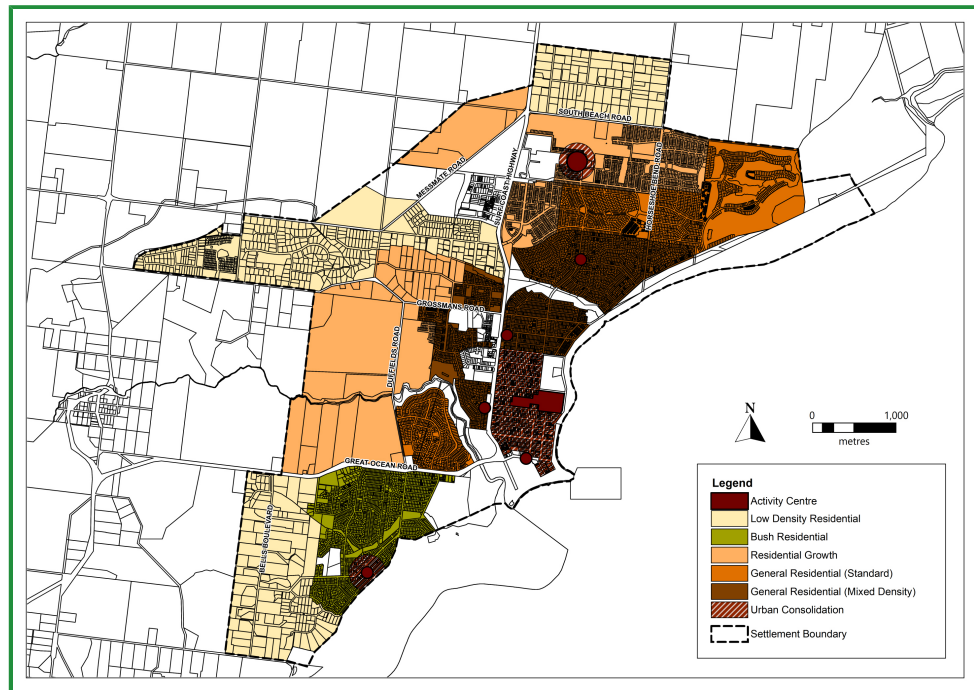 SOUTH BEACH ROAD
MESSMATE ROAD
SURFCOAST HIGHWAY
HORSESHOE BEND ROAD
GROSSMANS ROAD
DUFFIELDS ROAD
GREAT OCEAN ROAD
BELLS BOULEVARD
N
0 1,000
metres
Legend
Activity Centre
Low Density Residential
Bush Residential
Residential Growth
General Residential (Standard)
General Residential (Mixed Density)
Urban Consolidation
Settlement Boundary